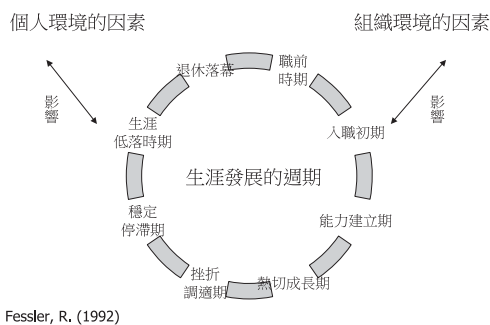 個人環境的因素
組織環境的因素
影響
影響
退休落幕
職前
時期
入職初期
生涯
低落時期
生涯發展的週期
穩定
停滯期
能力建立期
挫折
調適期
熱切成長期
Fessler, R. (1992)